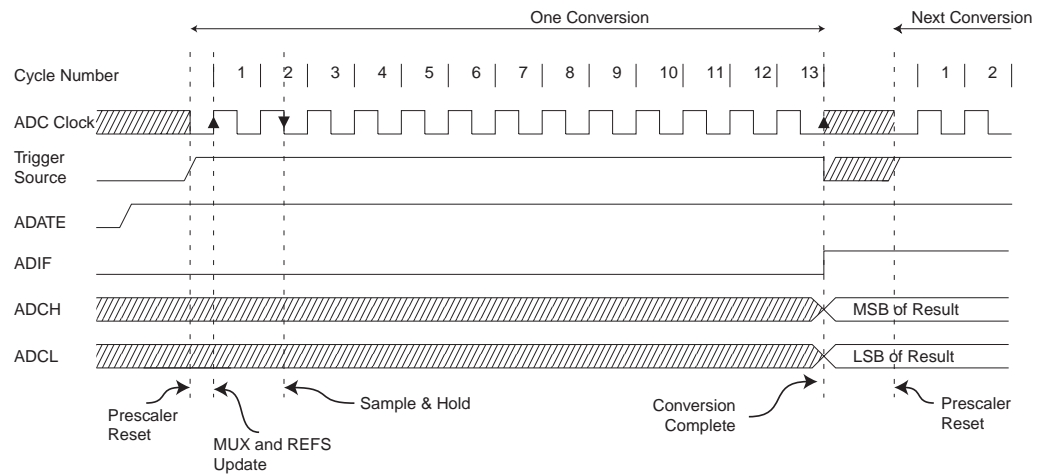 One Conversion
Next Conversion
Cycle Number
1 2 3 4 5 6 7 8 9 10 11 12 13 1 2
ADC Clock
Trigger
Source
ADATE
ADIF
ADCH
MSB of Result
ADCL
LSB of Result
Prescaler
Reset
MUX and REFS
Update
Sample & Hold
Conversion
Complete
Prescaler
Reset